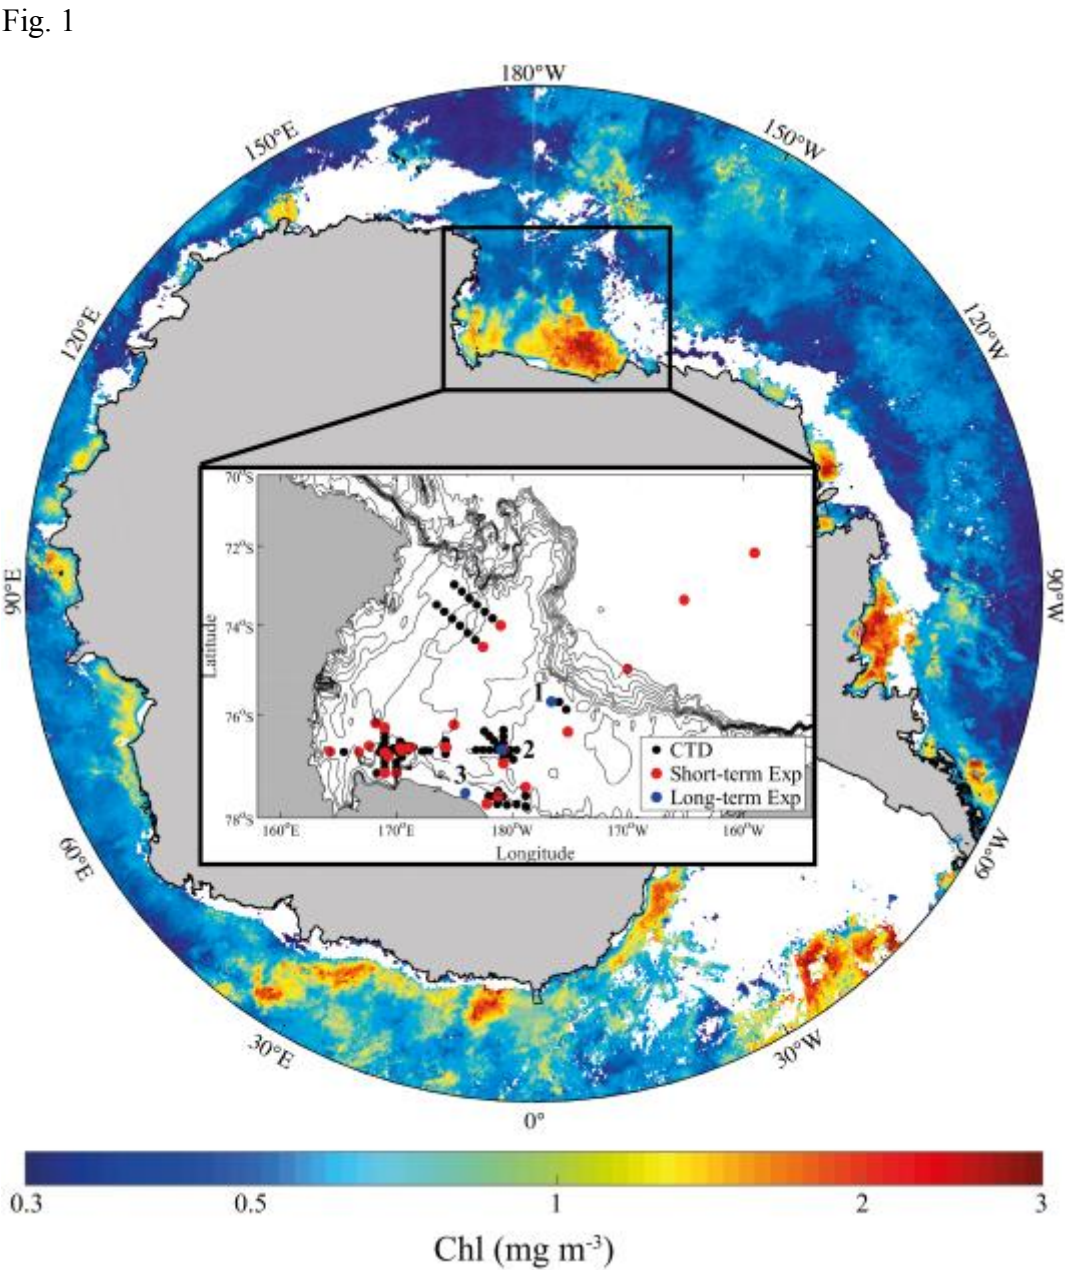 Fig. 1
180°W
150°E
150°W
120°E
120°W
90°E
90°W
60°E
60°W
30°E
30°W
0°
70°S
72°S
74°S
76°S
78°S
Latitude
1
2
3
CTD
Short-term Exp
Long-term Exp
160°E
170°E
180°W
170°W
160°W
Longitude
0.3
0.5
1
2
3
Chl (mg m-3)